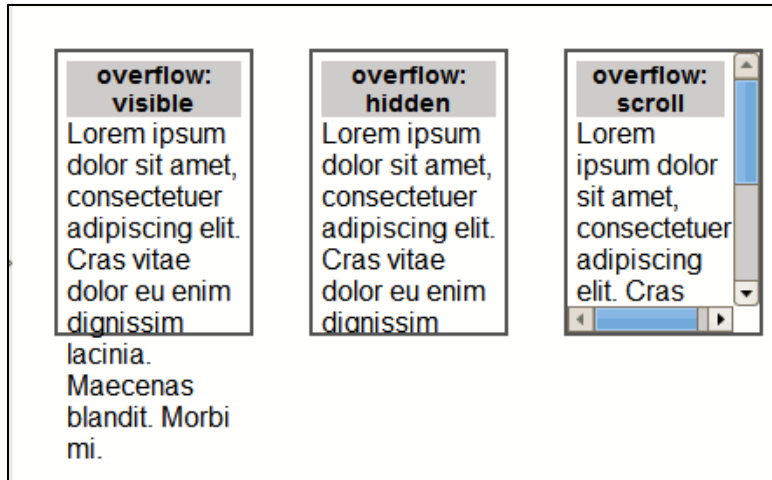 overflow:
visible
Lorem ipsum
dolor sit amet,
consectetuer
adipiscing elit.
Cras vitae
dolor eu enim
dignissim
lacinia.
Maecenas
blandit. Morbi
mi.
overflow:
hidden
Lorem ipsum
dolor sit amet,
consectetuer
adipiscing elit.
Cras vitae
dolor eu enim
dignissim
overflow:
scroll
Lorem
ipsum dolor
sit amet,
consectetuer
adipiscing
elit. Cras